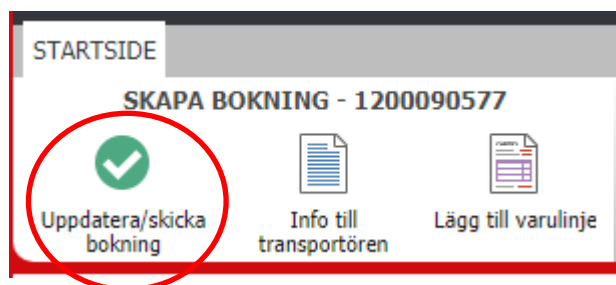 STARTSIDE
SKAPA BOKNING - 1200090577
Uppdatera/skicka
bokning
Info till
transportören
Lägg till varulinje